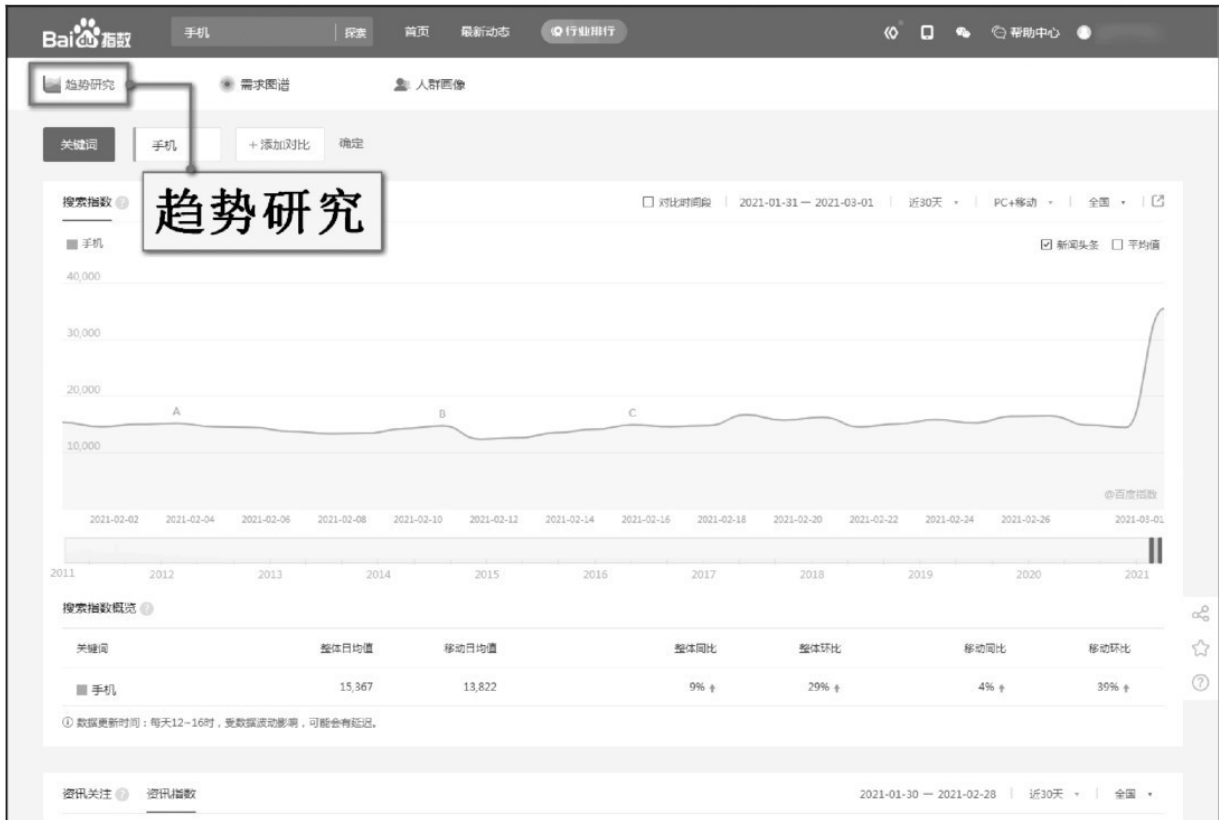 Bai du 指数 手机 探索 首页 最新动态 行业排行 帮助中心
趋势研究 需求图谱 人群画像
关键词 手机 +添加对比 确定
趋势研究
搜索指数 ? 对比时间段 2021-01-31 — 2021-03-01 近30天 PC+移动 全国
手机 新闻头条 平均值
40,000
30,000
20,000
A B C
10,000
@百度指数
2021-02-02 2021-02-04 2021-02-06 2021-02-08 2021-02-10 2021-02-12 2021-02-14 2021-02-16 2021-02-18 2021-02-20 2021-02-22 2021-02-24 2021-02-26 2021-03-01
2011 2012 2013 2014 2015 2016 2017 2018 2019 2020 2021
搜索指数概览 ?
关键词 整体日均值 移动日均值 整体同比 整体环比 移动同比 移动环比
手机 15,367 13,822 9% 29% 4% 39%
数据更新时间：每天12~16时，受数据波动影响，可能会有延迟。
资讯关注 ? 资讯指数 2021-01-30 — 2021-02-28 近30天 全国